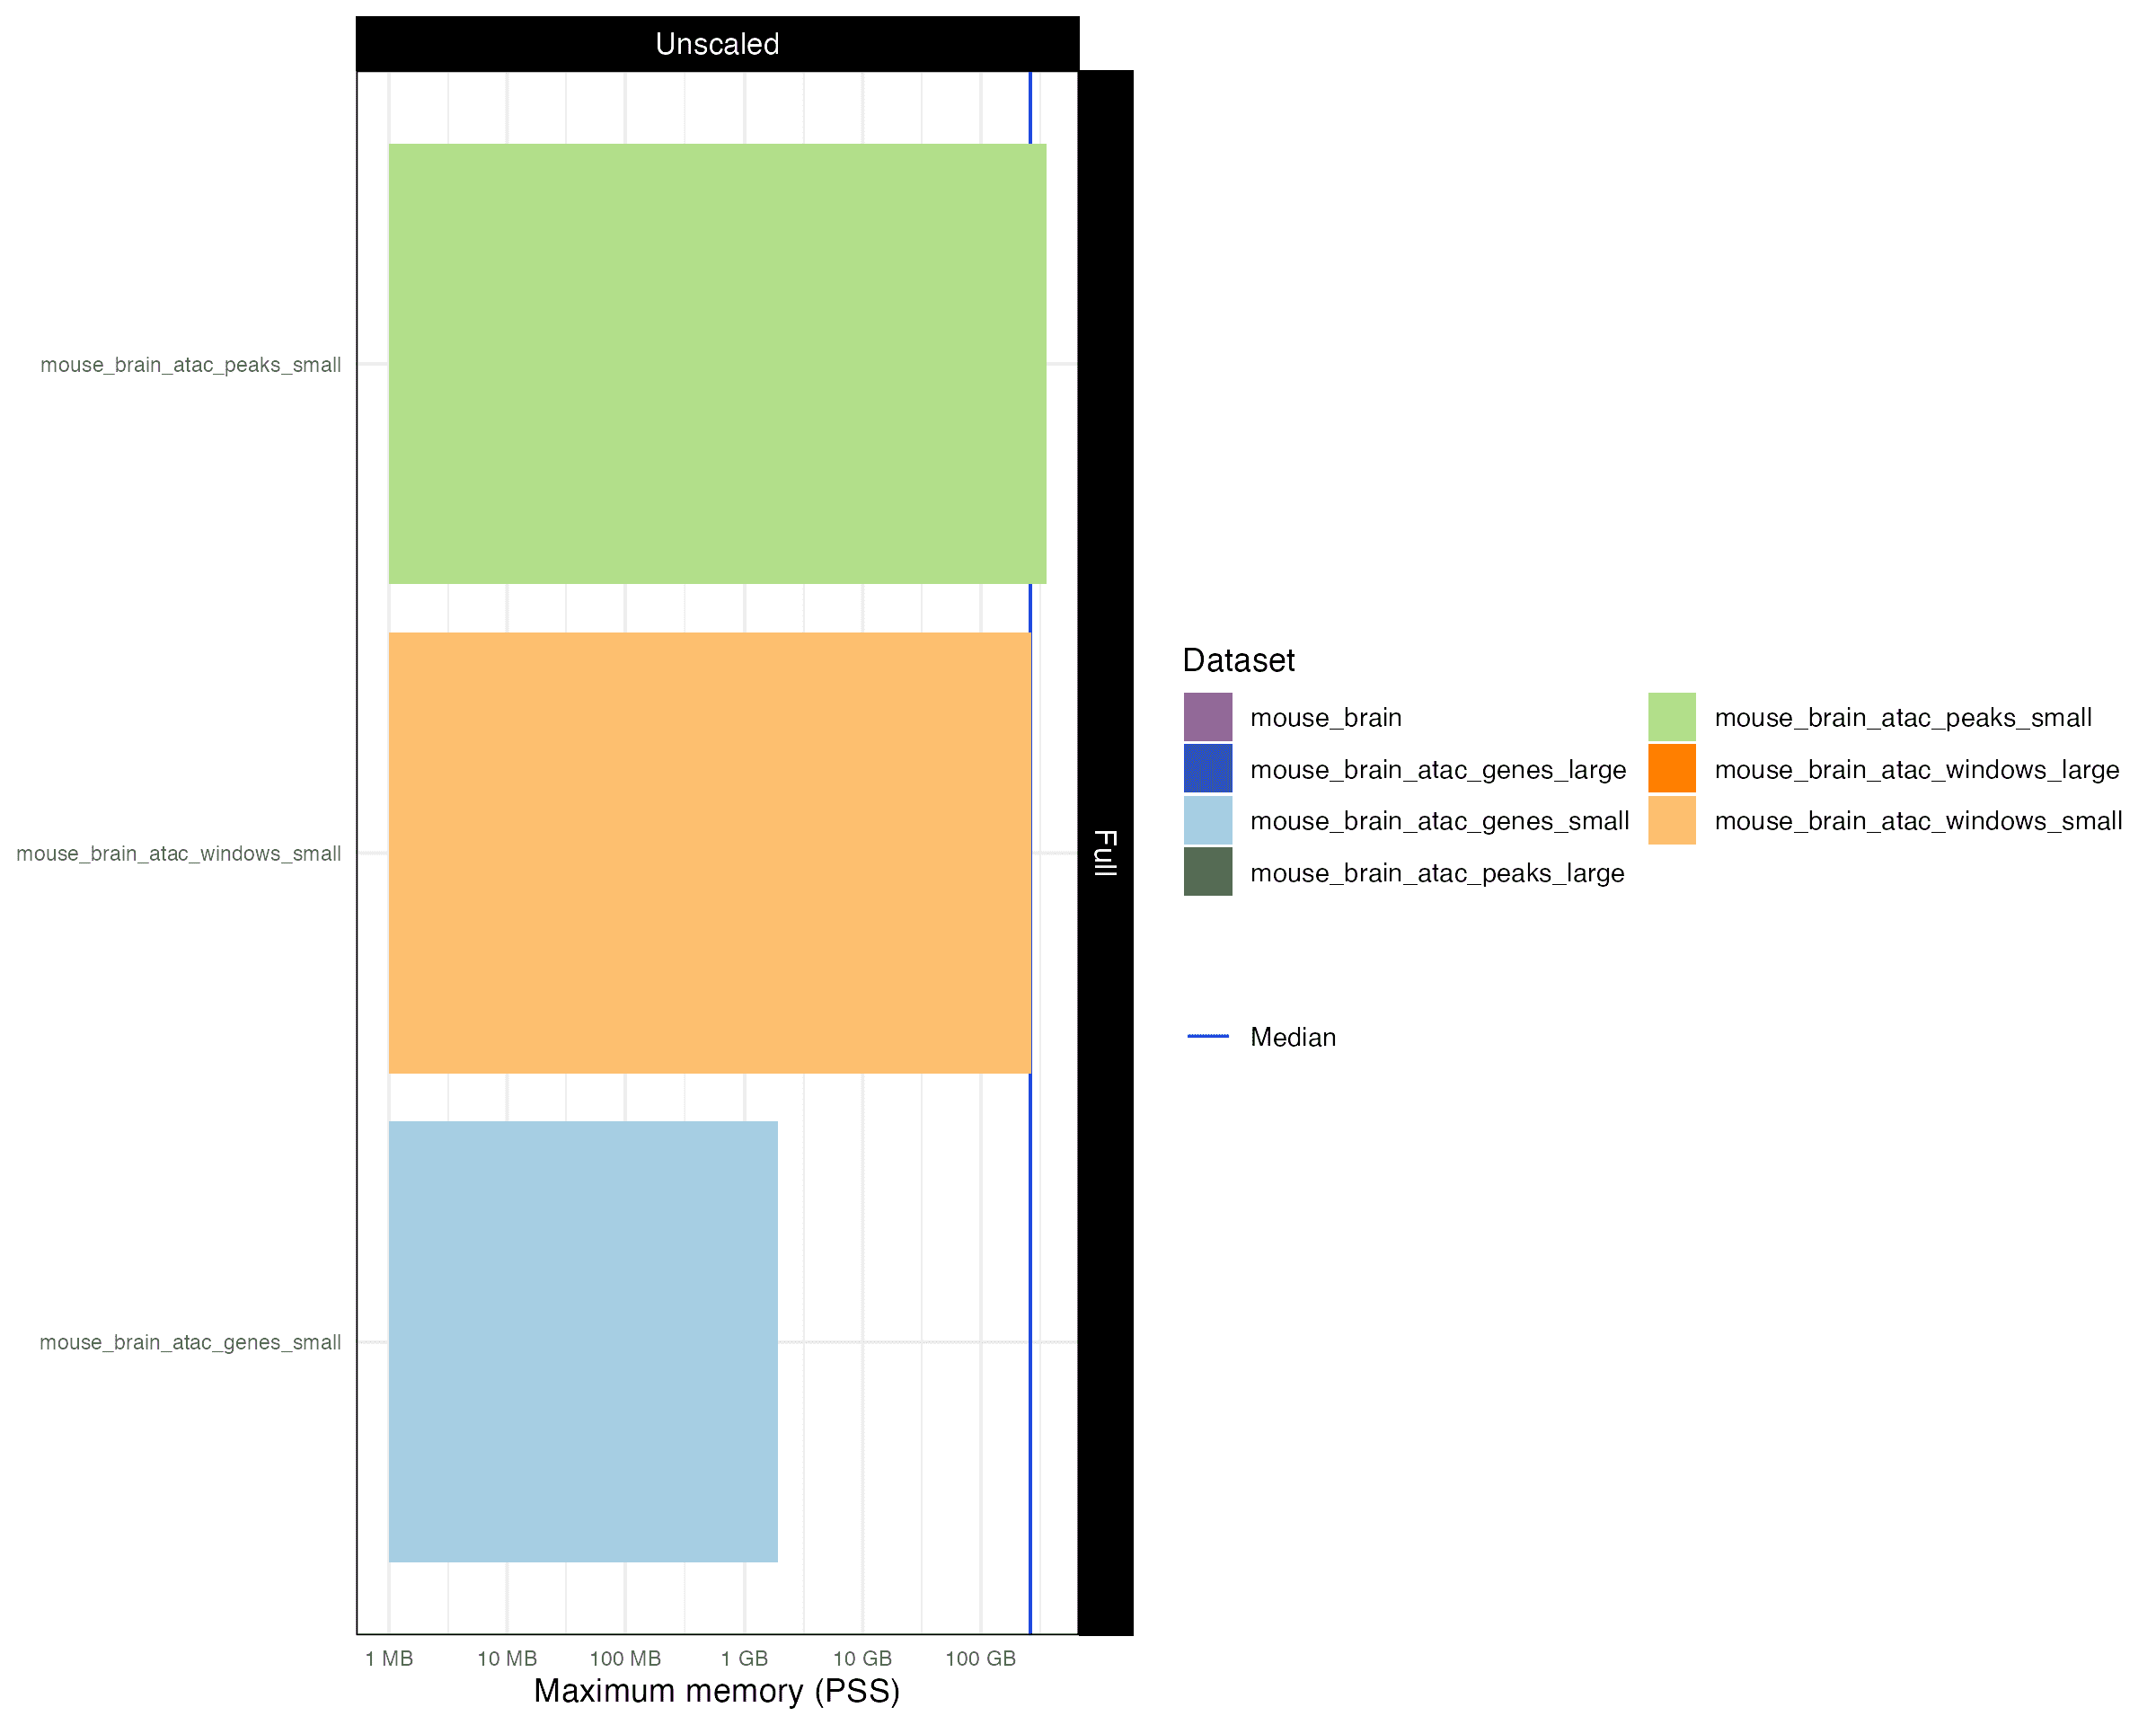 Unscaled
mouse_brain_atac_peaks_small
mouse_brain_atac_windows_small
mouse_brain_atac_genes_small
Full
1 MB 10 MB 100 MB 1 GB 10 GB 100 GB
Maximum memory (PSS)
Dataset
mouse_brain
mouse_brain_atac_genes_large
mouse_brain_atac_genes_small
mouse_brain_atac_peaks_large
mouse_brain_atac_peaks_small
mouse_brain_atac_windows_large
mouse_brain_atac_windows_small
Median